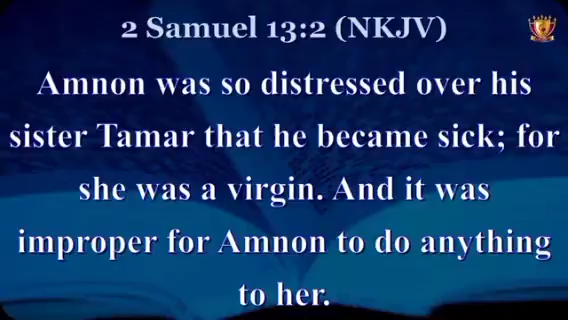 2 Samuel 13:2 (NKJV)
Amnon was so distressed over his
sister Tamar that he became sick; for
she was a virgin. And it was
improper for Amnon to do anything
to her.